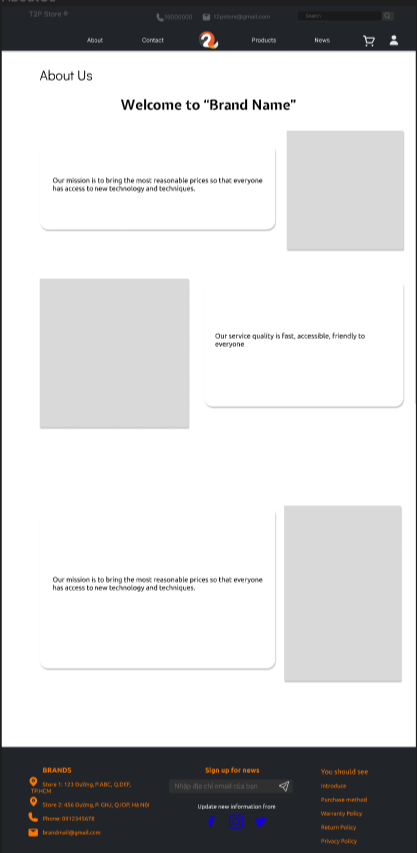 T2P Store ®
19000000
t2pstore@gmail.com
Search
About
Contact
Products
News
About Us
Welcome to “Brand Name”
Our mission is to bring the most reasonable prices so that everyone
has access to new technology and techniques.
Our service quality is fast, accessible, friendly to
everyone
Our mission is to bring the most reasonable prices so that everyone
has access to new technology and techniques.
BRANDS
Store 1: 123 Đường, P.ABC, Q.DEF,
TP.HCM
Store 2: 456 Đường, P. GHJ, Q.IOP, Hà Nội
Phone: 0912345678
brandmail@gmail.com
Sign up for news
Nhập địa chỉ email của bạn
Update new information from
You should see
Introduce
Purchase method
Warranty Policy
Return Policy
Privacy Policy